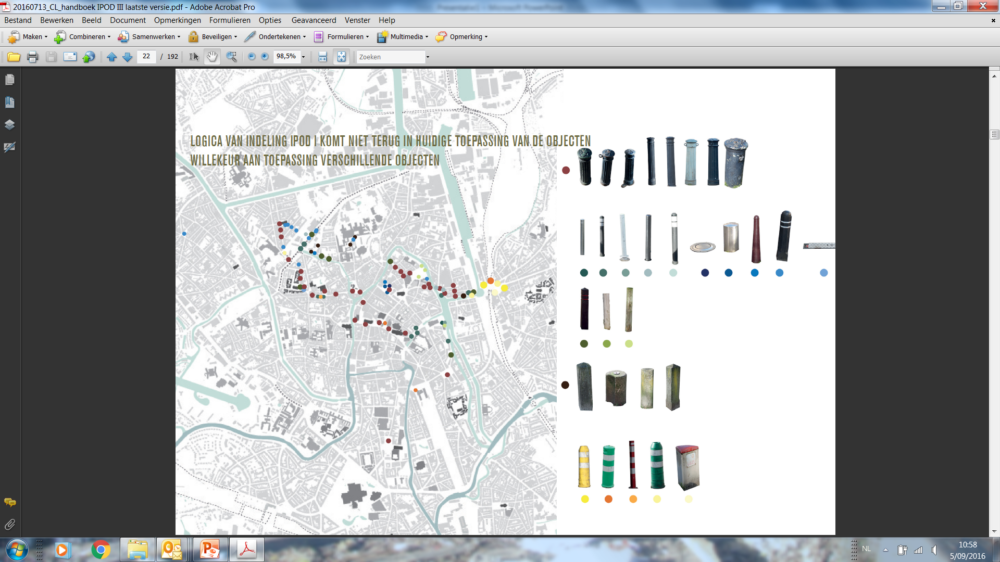 20160713_CL_handboek IPOD III laatste versie.pdf - Adobe Acrobat Pro
Bestand Bewerken Beeld Document Opmerkingen Formulieren Opties Geavanceerd Venster Help
Maken Combineren Samenwerken Beveiligen Ondertekenen Formulieren Multimedia Opmerking
22 / 192 98,5% Zoeken
LOGICA VAN INDELING IPOD I KOMT NIET TERUG IN HUIDIGE TOEPASSING VAN DE OBJECTEN
WILLEKEUR AAN TOEPASSING VERSCHILLENDE OBJECTEN
NL
10:58
5/09/2016